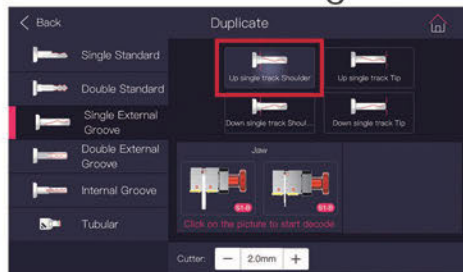 Back
Duplicate
Single Standard
Double Standard
Single External
Groove
Double External
Groove
Internal Groove
Tubular
Up single track Shoulder
Up single track Tip
Down single track Shoul...
Down single track Tip
Jaw
S1-B
S1-B
Click on the picture to start decode
Cutter:
−
2.0mm
+